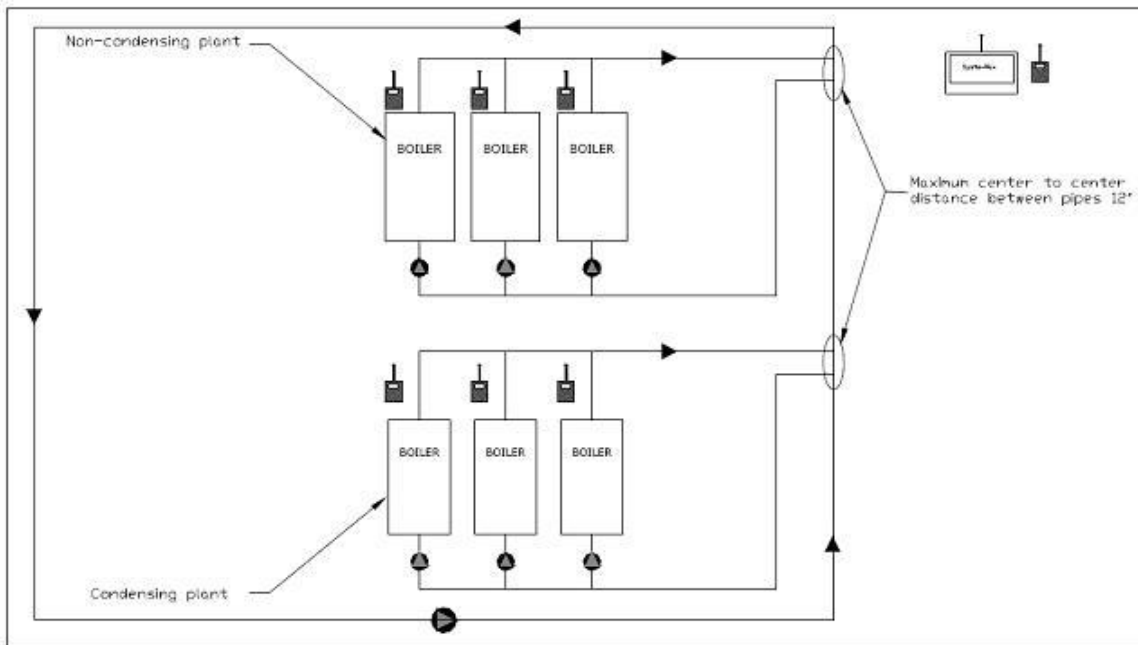 Non-condensing plant
BOILER
BOILER
BOILER
Maximum center to center
distance between pipes 12"
BOILER
BOILER
BOILER
Condensing plant